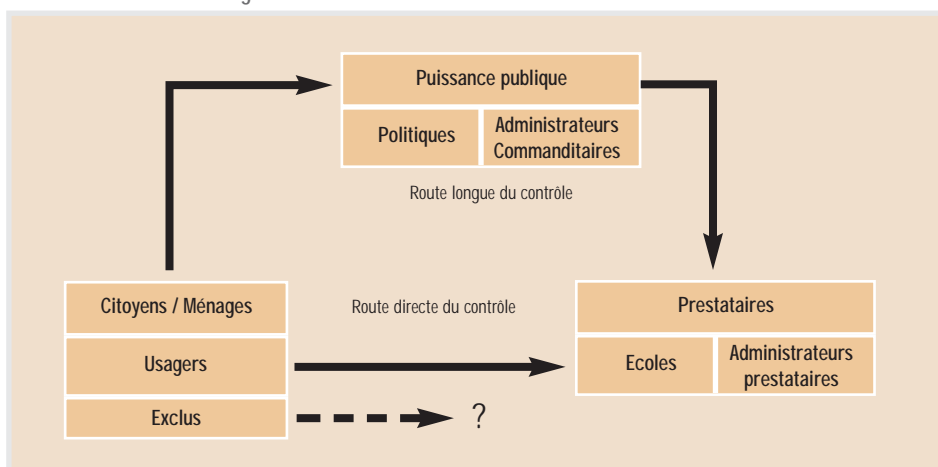 Puissance publique
Politiques
Administrateurs
Commanditaires
Route longue du contrôle
Citoyens / Ménages
Usagers
Exclus
Route directe du contrôle
?
Prestataires
Ecoles
Administrateurs
prestataires